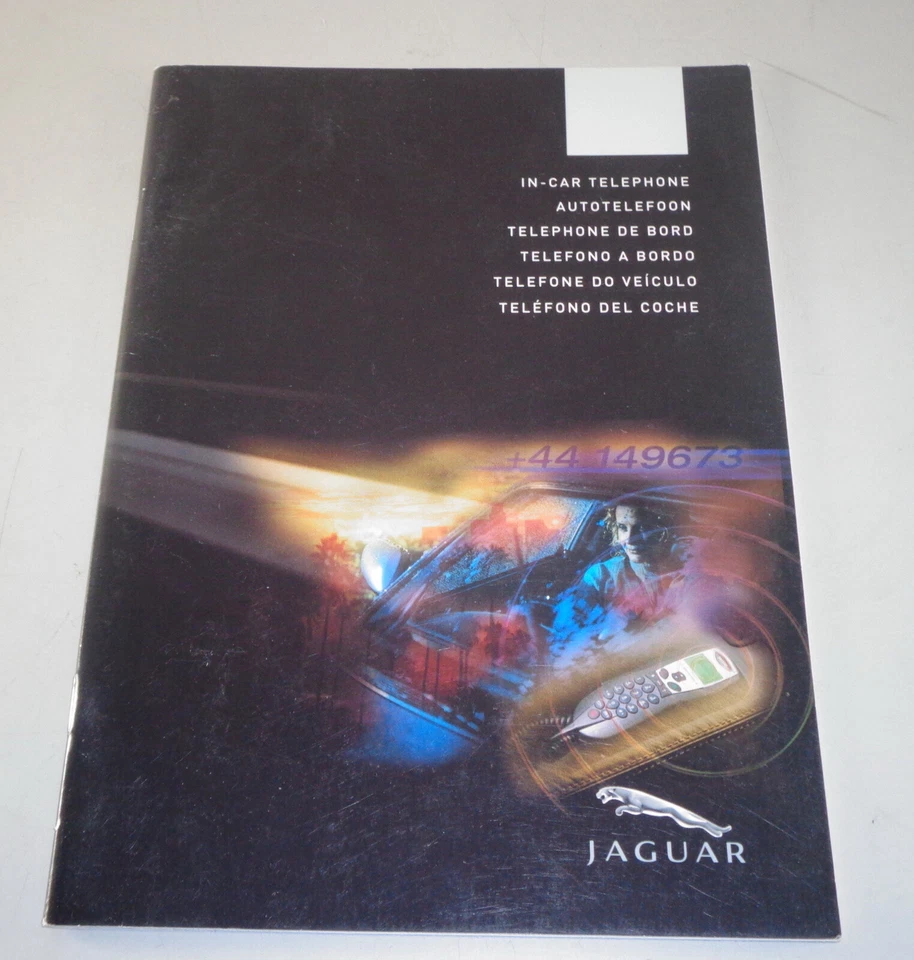 IN-CAR TELEPHONE
AUTOTELEFOON
TELEPHONE DE BORD
TELEFONO A BORDO
TELEFONE DO VEÍCULO
TELÉFONO DEL COCHE
+44 149673
JAGUAR